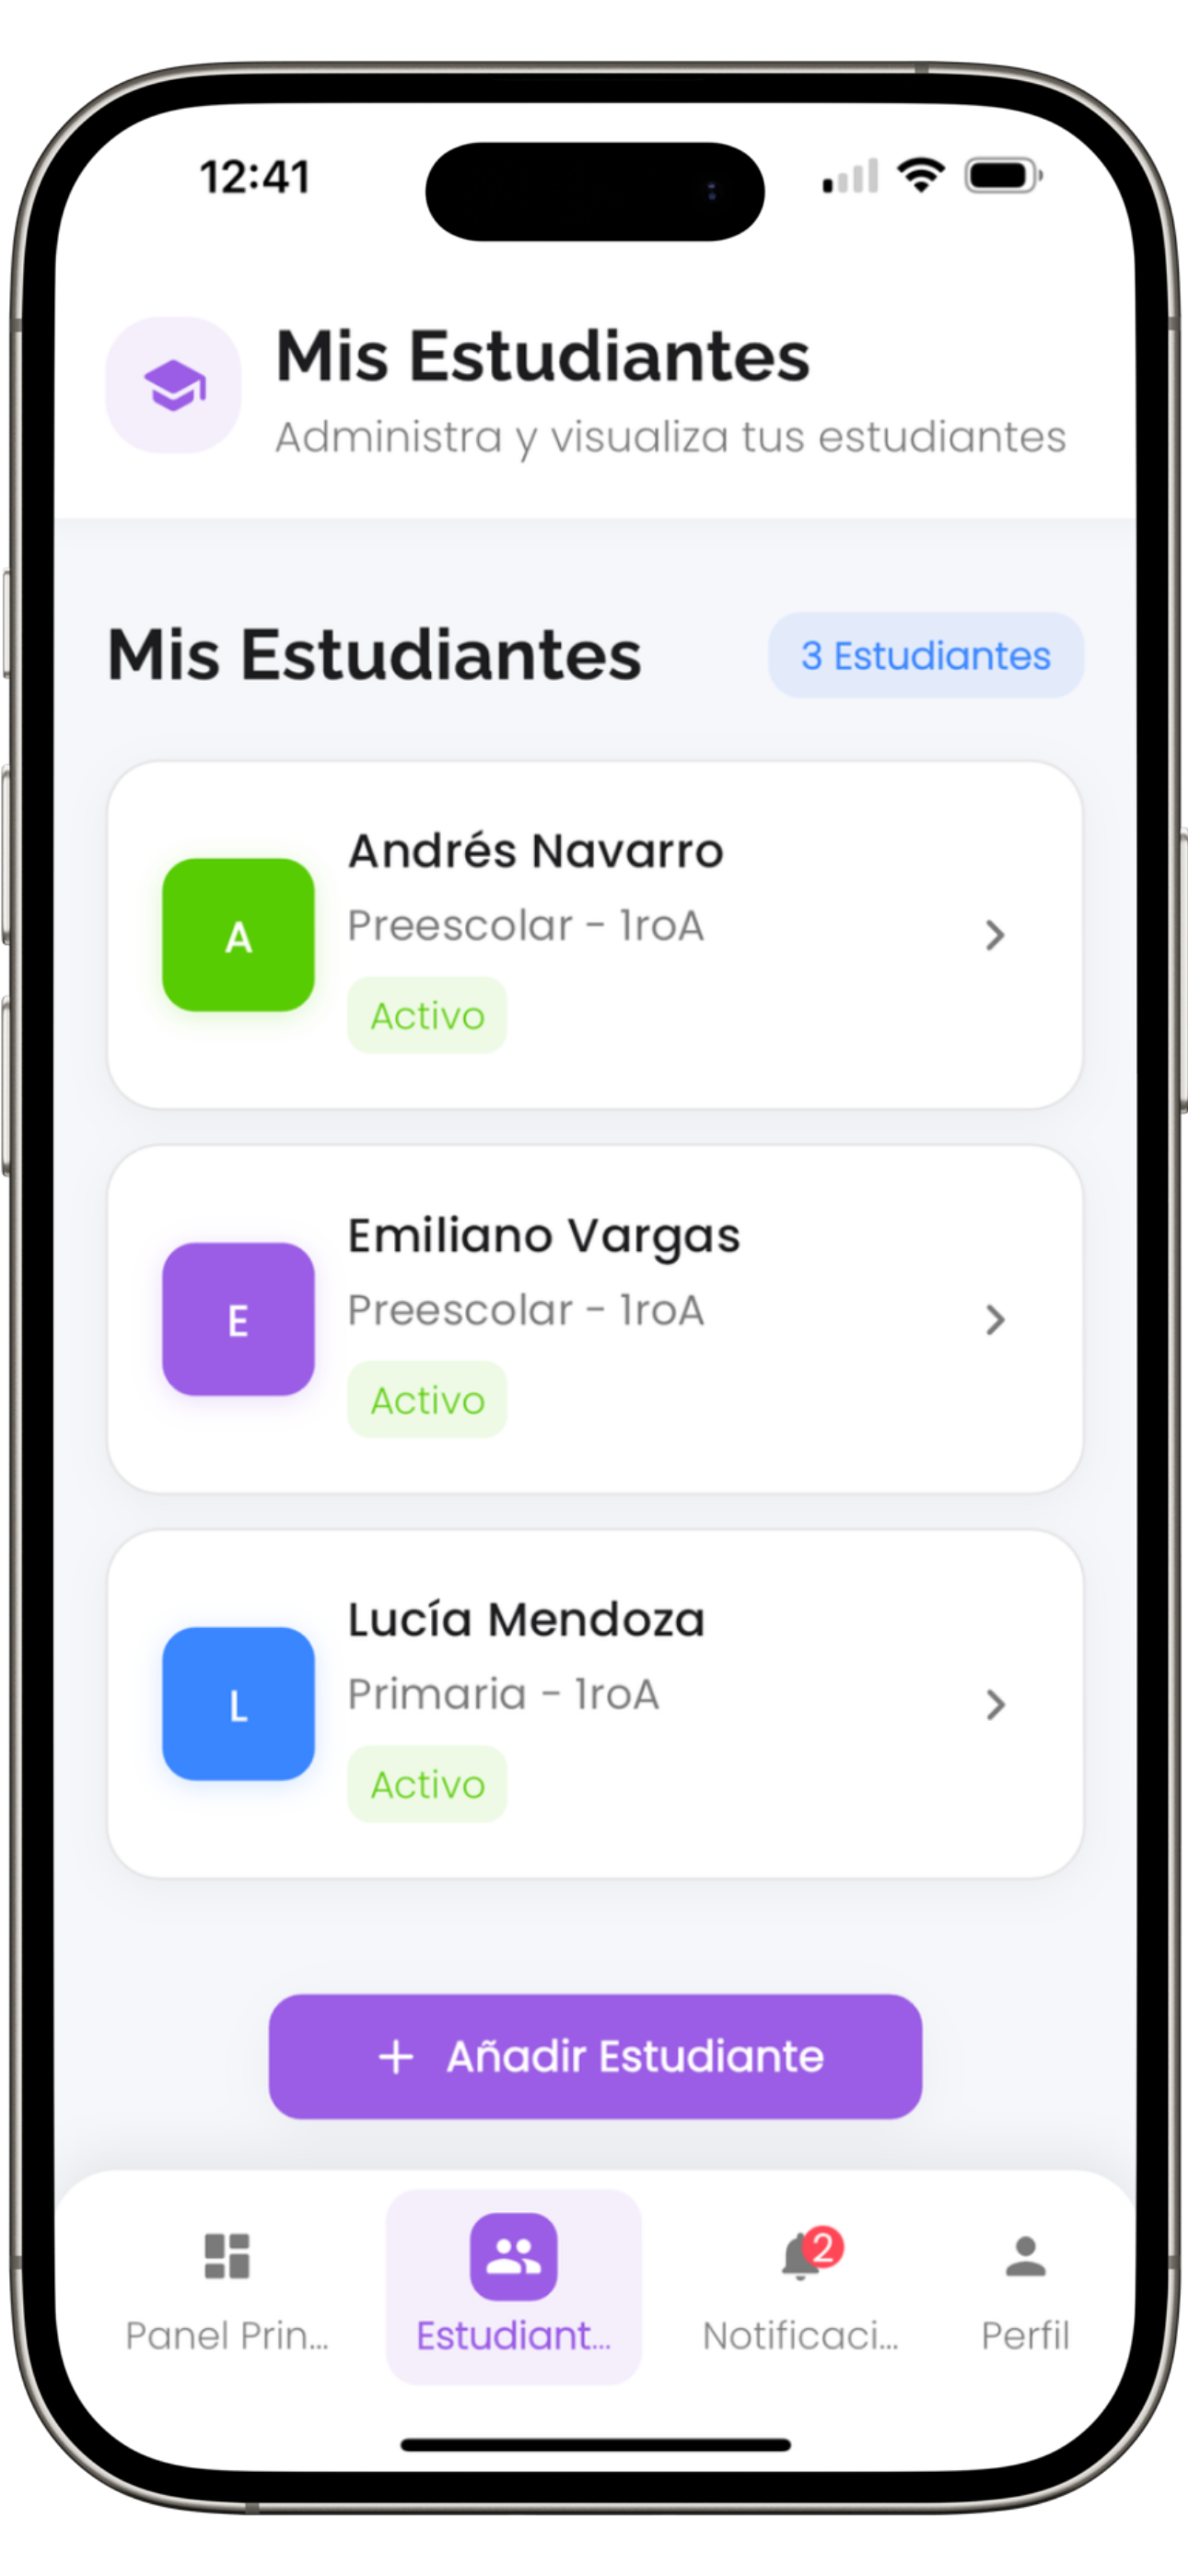 12:41
Mis Estudiantes
Administra y visualiza tus estudiantes
Mis Estudiantes
3 Estudiantes
A
Andrés Navarro
Preescolar - 1roA
Activo
E
Emiliano Vargas
Preescolar - 1roA
Activo
L
Lucía Mendoza
Primaria - 1roA
Activo
+ Añadir Estudiante
2
Panel Prin...
Estudiant...
Notificaci...
Perfil